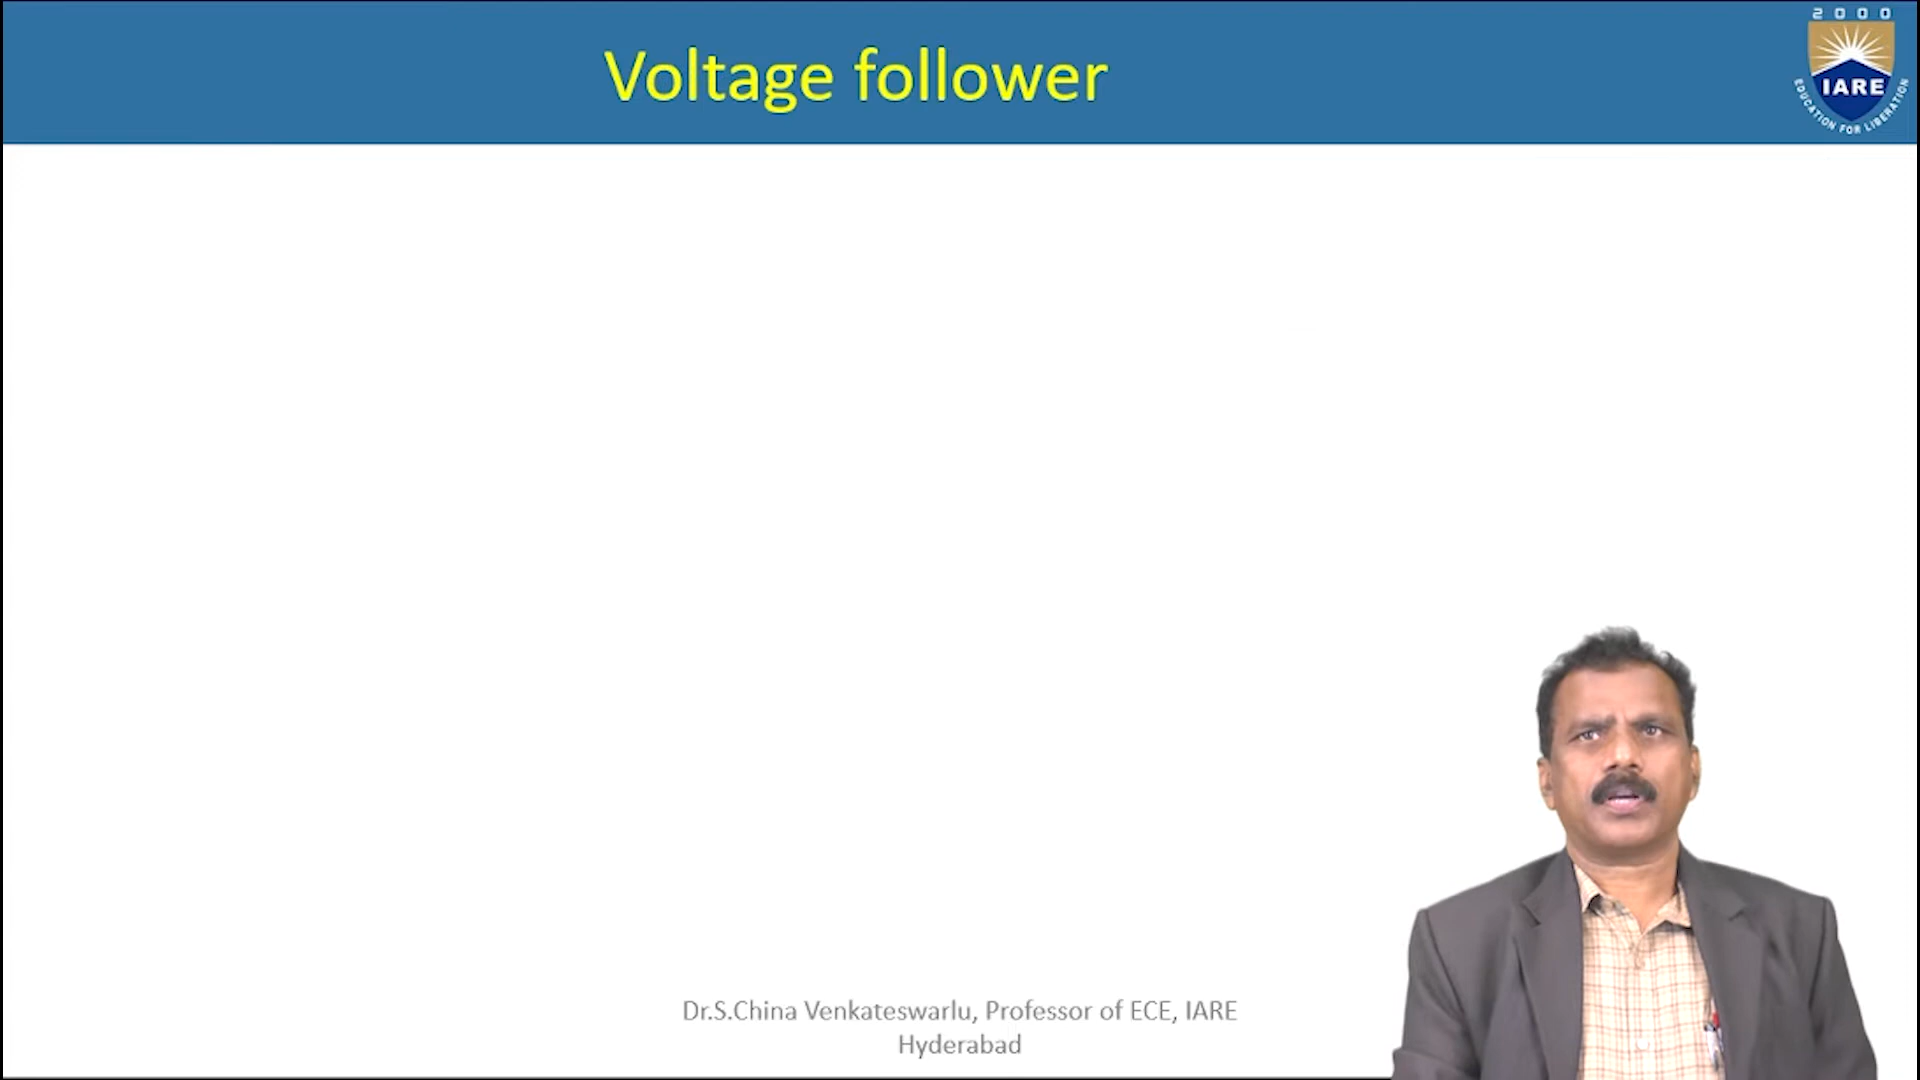 2000
Voltage follower
IARE
EDUCATION FOR LIBERATION
Dr.S.China Venkateswarlu, Professor of ECE, IARE
Hyderabad